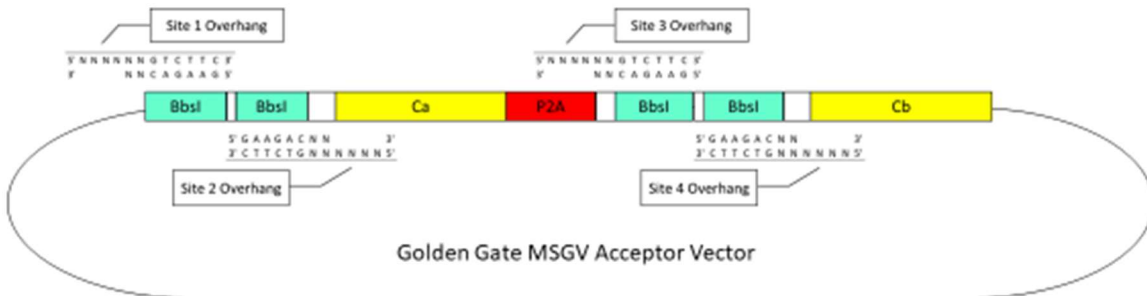 Site 1 Overhang
Site 3 Overhang
5' N N N N N N G T C T T C 3'
3' N N C A G A A G 5'
5' N N N N N N G T C T T C 3'
3' N N C A G A A G 5'
BbsI BbsI Ca P2A BbsI BbsI Cb
5' G A A G A C N N 3'
3' C T T C T G N N N N N N 5'
5' G A A G A C N N 3'
3' C T T C T G N N N N N N 5'
Site 2 Overhang
Site 4 Overhang
Golden Gate MSGV Acceptor Vector